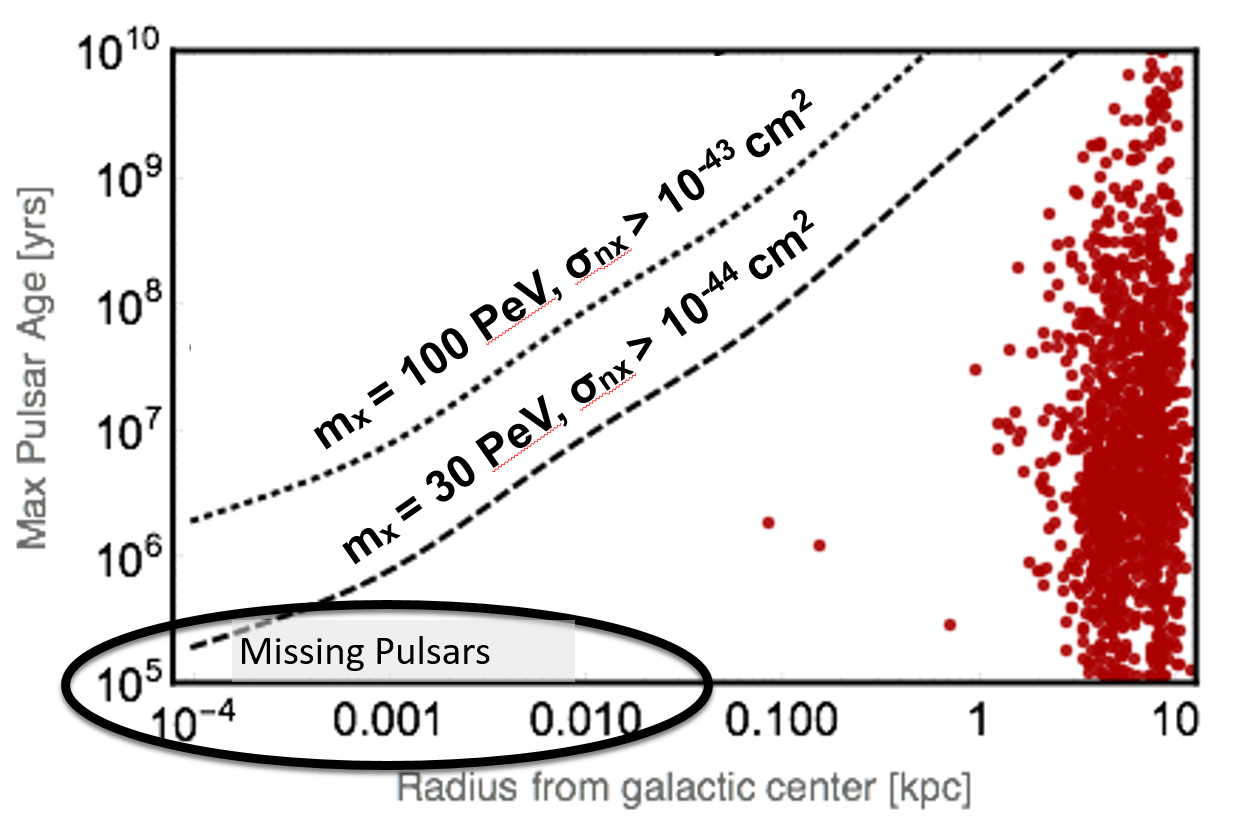 10¹⁰
10⁹
10⁸
10⁷
10⁶
10⁵
Max Pulsar Age [yrs]
mₓ = 100 PeV, σₙₓ > 10⁻⁴³ cm²
mₓ = 30 PeV, σₙₓ > 10⁻⁴⁴ cm²
Missing Pulsars
10⁻⁴ 0.001 0.010 0.100 1 10
Radius from galactic center [kpc]